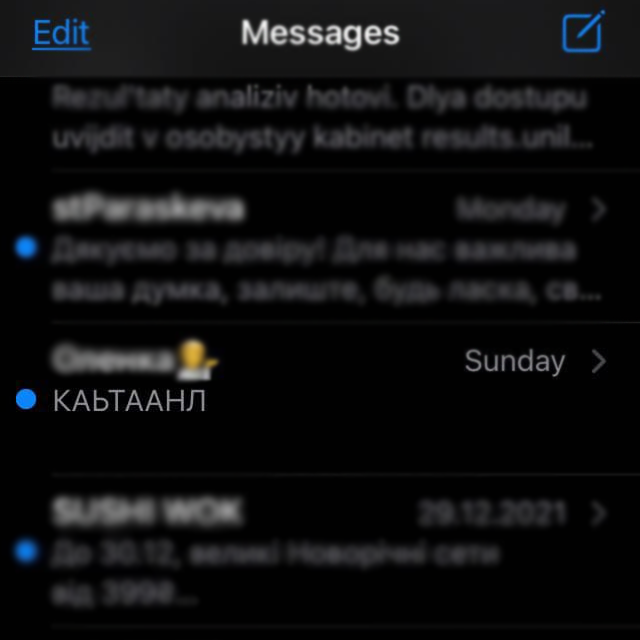 Edit Messages
Rezul'taty analiziv hotovi. Dlya dostupu
uvijdit v osobystyy kabinet results.unil...
stParaskeva Monday
Дякуємо за довіру! Для нас важлива
ваша думка, залиште, будь ласка, св...
Оленка Sunday
КАЬТААНЛ
SUSHI WOK 29.12.2021
До 30.12, великі Новорічні сети
від 399₴...